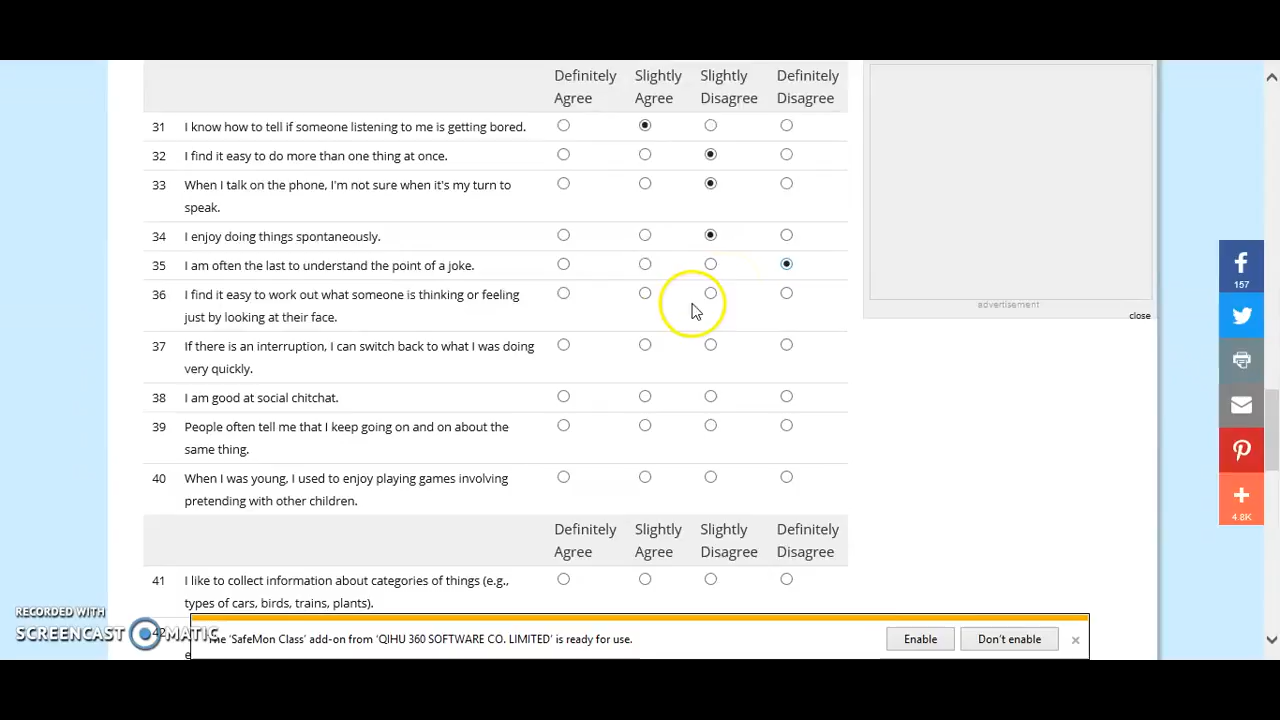 Definitely Slightly Slightly Definitely
Agree Agree Disagree Disagree
31 I know how to tell if someone listening to me is getting bored.
32 I find it easy to do more than one thing at once.
33 When I talk on the phone, I'm not sure when it's my turn to
speak.
34 I enjoy doing things spontaneously.
35 I am often the last to understand the point of a joke.
36 I find it easy to work out what someone is thinking or feeling
just by looking at their face.
37 If there is an interruption, I can switch back to what I was doing
very quickly.
38 I am good at social chitchat.
39 People often tell me that I keep going on and on about the
same thing.
40 When I was young, I used to enjoy playing games involving
pretending with other children.
Definitely Slightly Slightly Definitely
Agree Agree Disagree Disagree
41 I like to collect information about categories of things (e.g.,
types of cars, birds, trains, plants).
advertisement
close
157
4.8K
RECORDED WITH
SCREENCAST MATIC
'SafeMon Class' add-on from 'QIHU 360 SOFTWARE CO. LIMITED' is ready for use.
Enable Don't enable